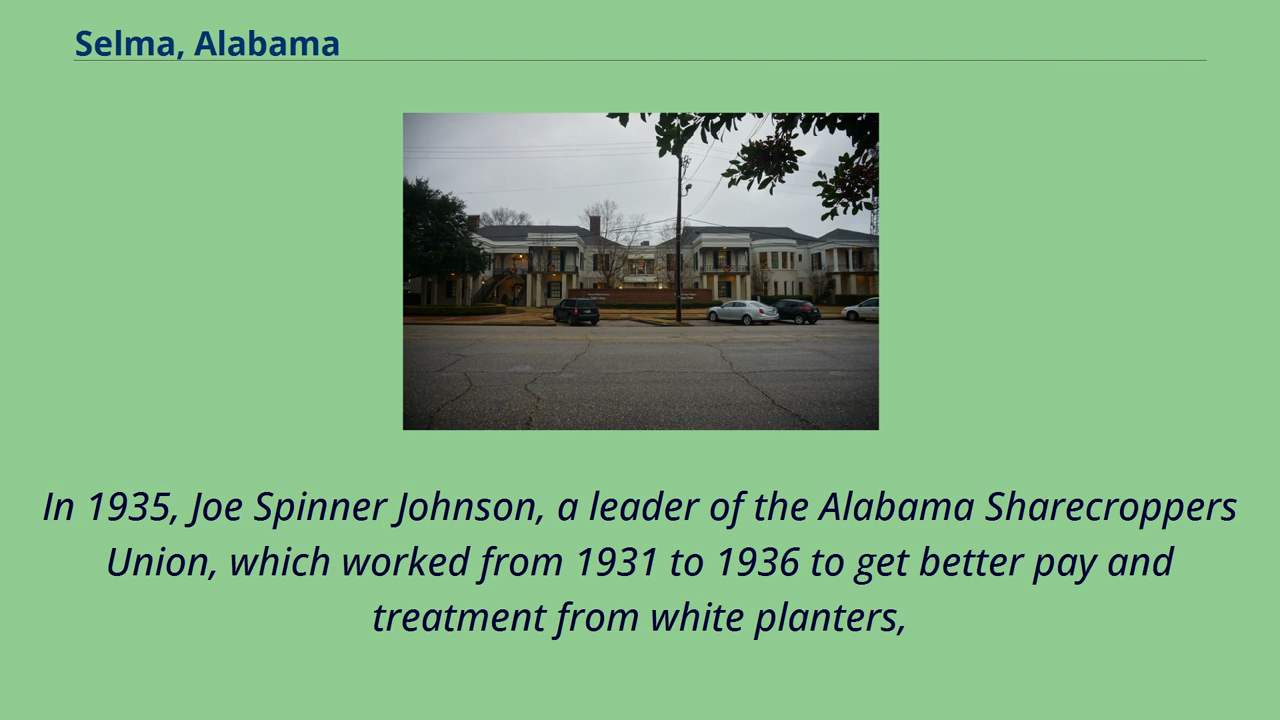 Selma, Alabama
In 1935, Joe Spinner Johnson, a leader of the Alabama Sharecroppers
Union, which worked from 1931 to 1936 to get better pay and
treatment from white planters,